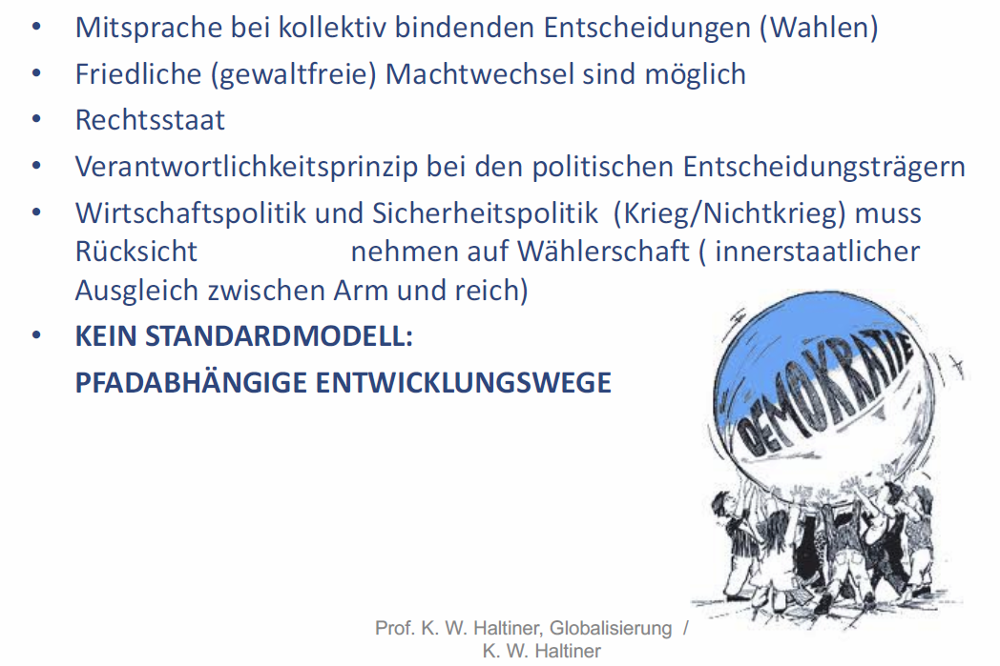 • Mitsprache bei kollektiv bindenden Entscheidungen (Wahlen)
• Friedliche (gewaltfreie) Machtwechsel sind möglich
• Rechtsstaat
• Verantwortlichkeitsprinzip bei den politischen Entscheidungsträgern
• Wirtschaftspolitik und Sicherheitspolitik (Krieg/Nichtkrieg) muss
Rücksicht nehmen auf Wählerschaft ( innerstaatlicher
Ausgleich zwischen Arm und reich)
• KEIN STANDARDMODELL:
PFADABHÄNGIGE ENTWICKLUNGSWEGE
DEMOKRATIE
Prof. K. W. Haltiner, Globalisierung /
K. W. Haltiner